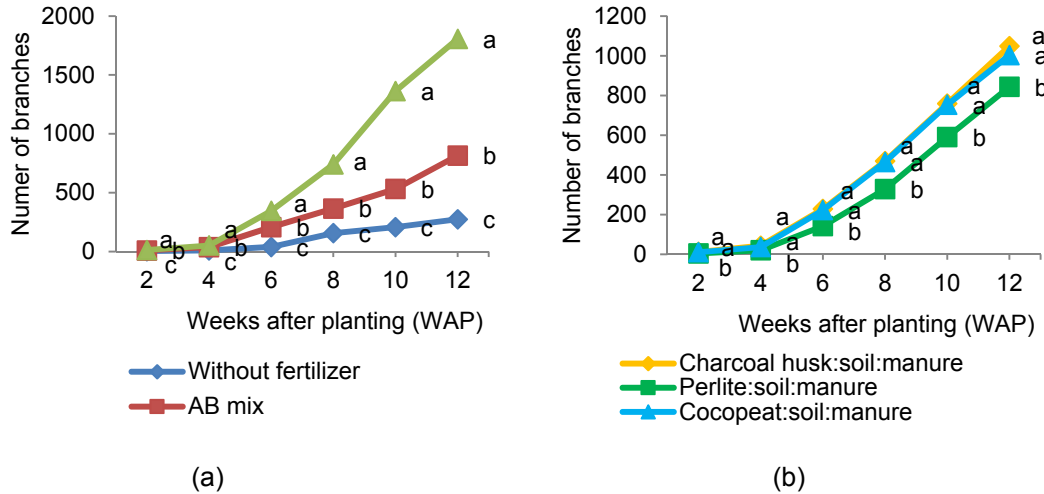 2000
1500
1000
500
0
Numer of branches
a
a
b
a
b
c
a
b
c
a
b
c
a
b
c
a
b
c
2 4 6 8 10 12
Weeks after planting (WAP)
Without fertilizer
AB mix
(a)
1200
1000
800
600
400
200
0
Number of branches
a
a
b
a
a
b
a
a
b
a
a
b
a
a
b
a
a
b
2 4 6 8 10 12
Weeks after planting (WAP)
Charcoal husk:soil:manure
Perlite:soil:manure
Cocopeat:soil:manure
(b)